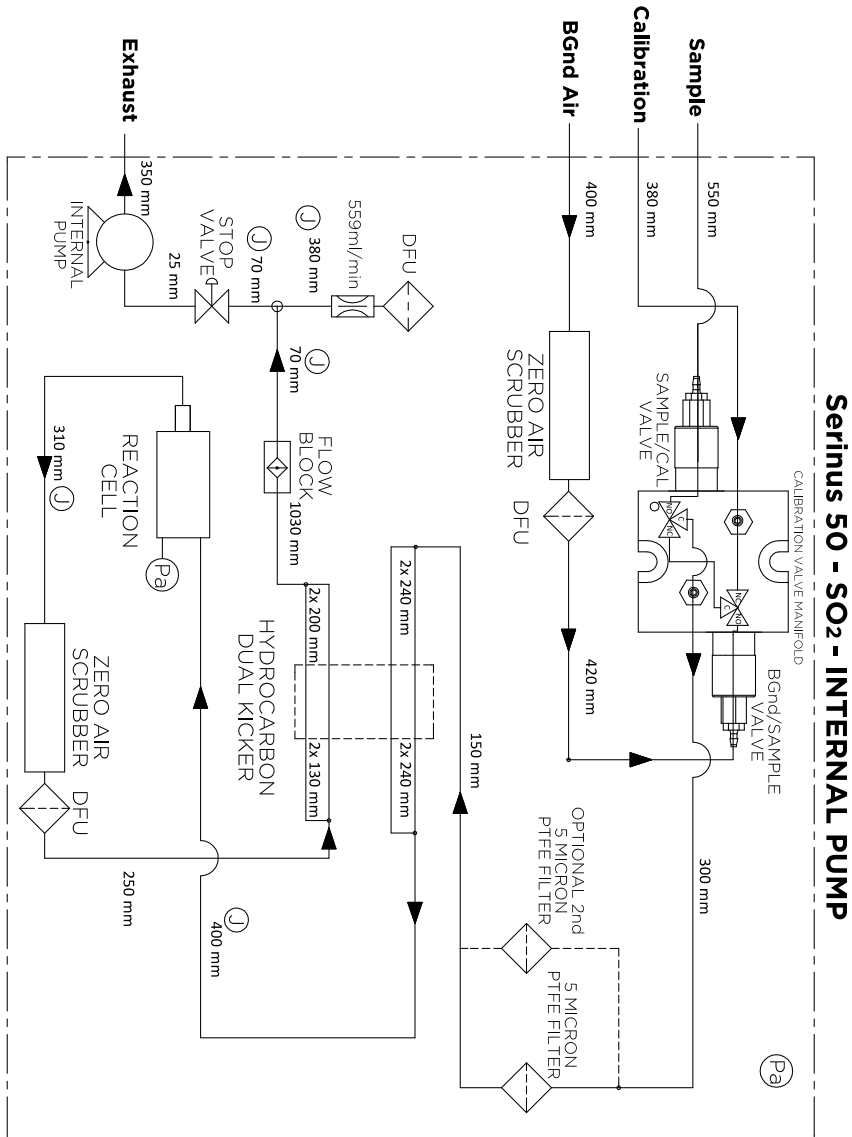 Serinus 50 - SO2 - INTERNAL PUMP
Sample
Calibration
BGnd Air
Exhaust
550 mm
380 mm
400 mm
350 mm
SAMPLE/CAL
VALVE
CALIBRATION VALVE MANIFOLD
NO
C
NC
NC
NO
C
BGnd/SAMPLE
VALVE
ZERO AIR
SCRUBBER
DFU
420 mm
300 mm
OPTIONAL 2nd
5 MICRON
PTFE FILTER
5 MICRON
PTFE FILTER
Pa
150 mm
2x 240 mm
2x 240 mm
2x 200 mm
2x 130 mm
HYDROCARBON
DUAL KICKER
DFU
559ml/min
J 380 mm
J 70 mm
STOP
VALVE
25 mm
INTERNAL
PUMP
J
70 mm
FLOW
BLOCK
1030 mm
REACTION
CELL
Pa
310 mm J
ZERO AIR
SCRUBBER
DFU
250 mm
J
400 mm